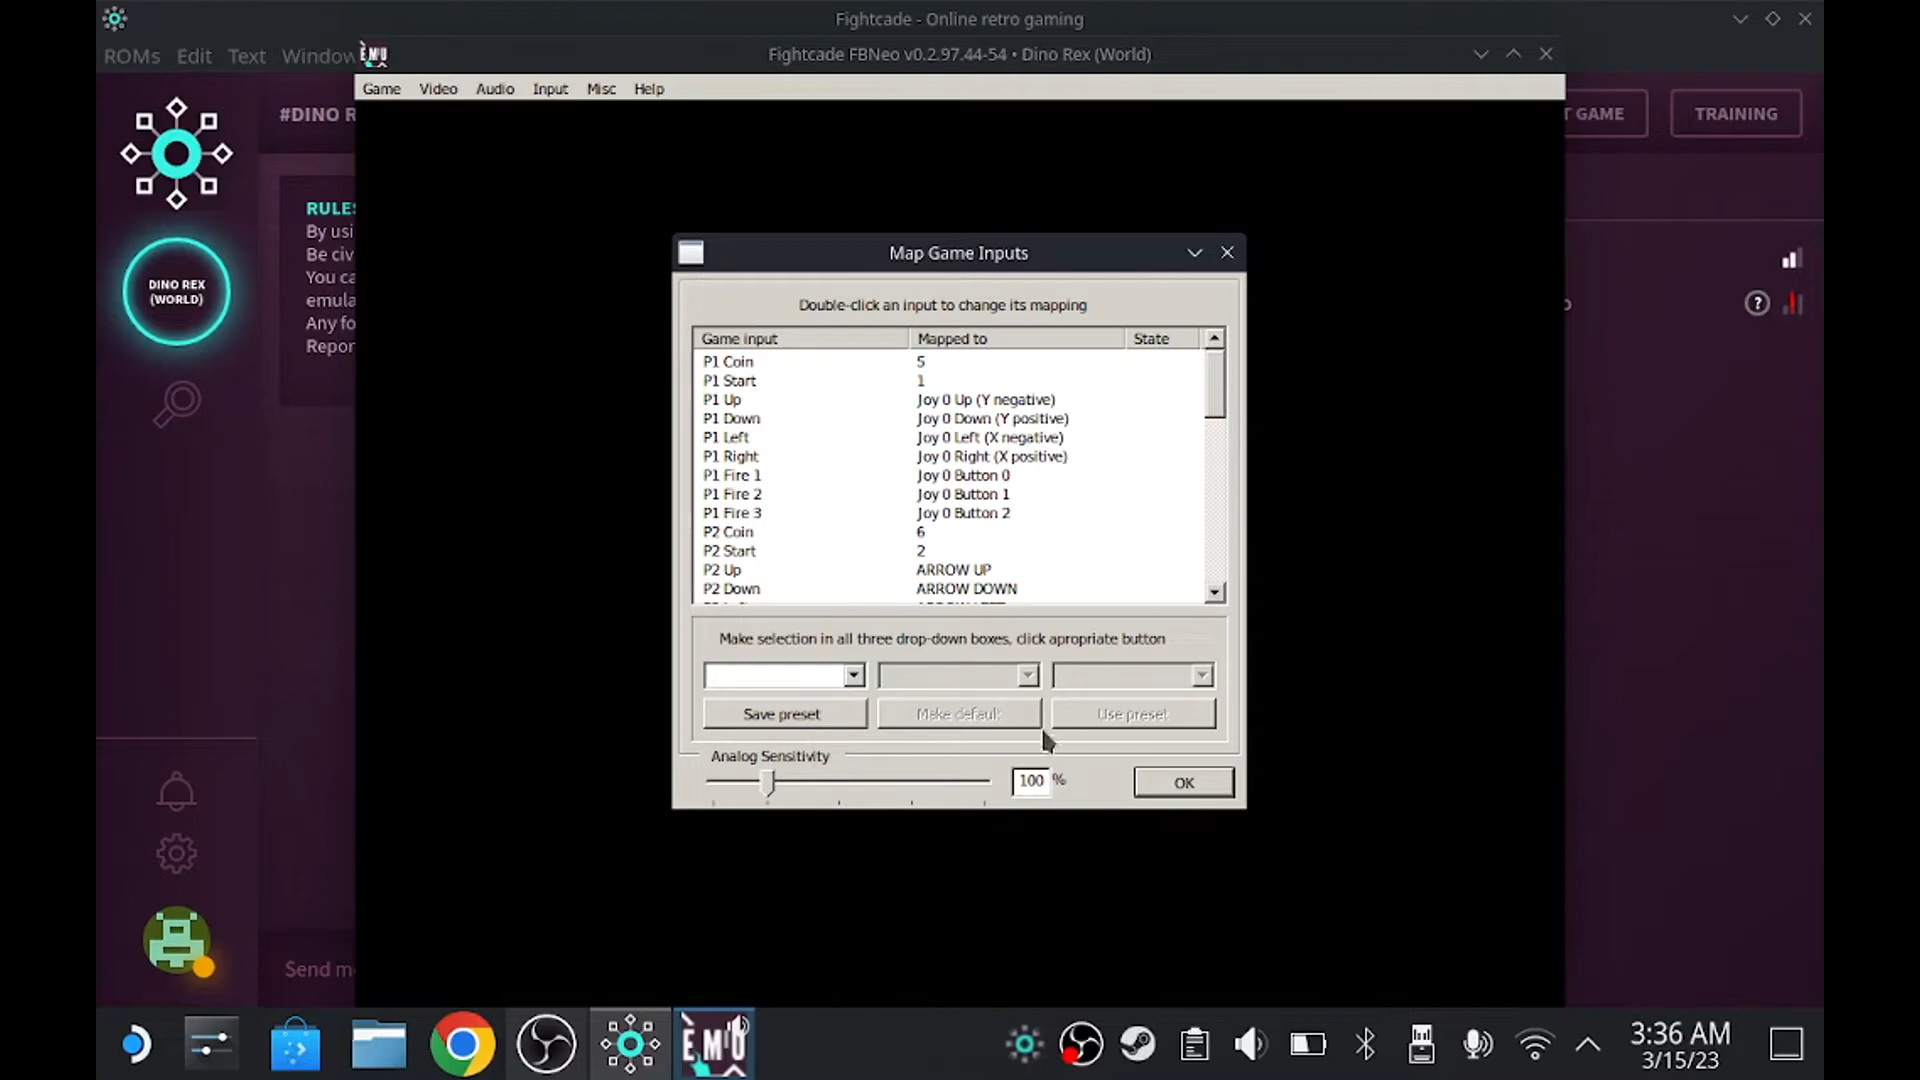 Fightcade - Online retro gaming
ROMs Edit Text Window
EMU
Fightcade FBNeo v0.2.97.44-54 • Dino Rex (World)
Game Video Audio Input Misc Help
#DINO R
T GAME
TRAINING
DINO REX
(WORLD)
RULES
By usi
Be civ
You ca
emula
Any fo
Repor
Map Game Inputs
Double-click an input to change its mapping
Game input Mapped to State
P1 Coin 5
P1 Start 1
P1 Up Joy 0 Up (Y negative)
P1 Down Joy 0 Down (Y positive)
P1 Left Joy 0 Left (X negative)
P1 Right Joy 0 Right (X positive)
P1 Fire 1 Joy 0 Button 0
P1 Fire 2 Joy 0 Button 1
P1 Fire 3 Joy 0 Button 2
P2 Coin 6
P2 Start 2
P2 Up ARROW UP
P2 Down ARROW DOWN
Make selection in all three drop-down boxes, click apropriate button
Save preset Make default Use preset
Analog Sensitivity
100 %
OK
Send me
EMU
3:36 AM
3/15/23